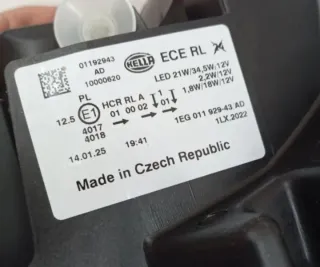 01192943
AD
10000620
HELLA
ECE RL
LED 21W/34,5W/12V
2,2W/12V
1,8W/18W/12V
PL
12.5 E1 HCR RL A 1 1
01 00 02 01
4017
4018
1EG 011 929-43 AD
14.01.25 19:41 1LX.2022
Made in Czech Republic